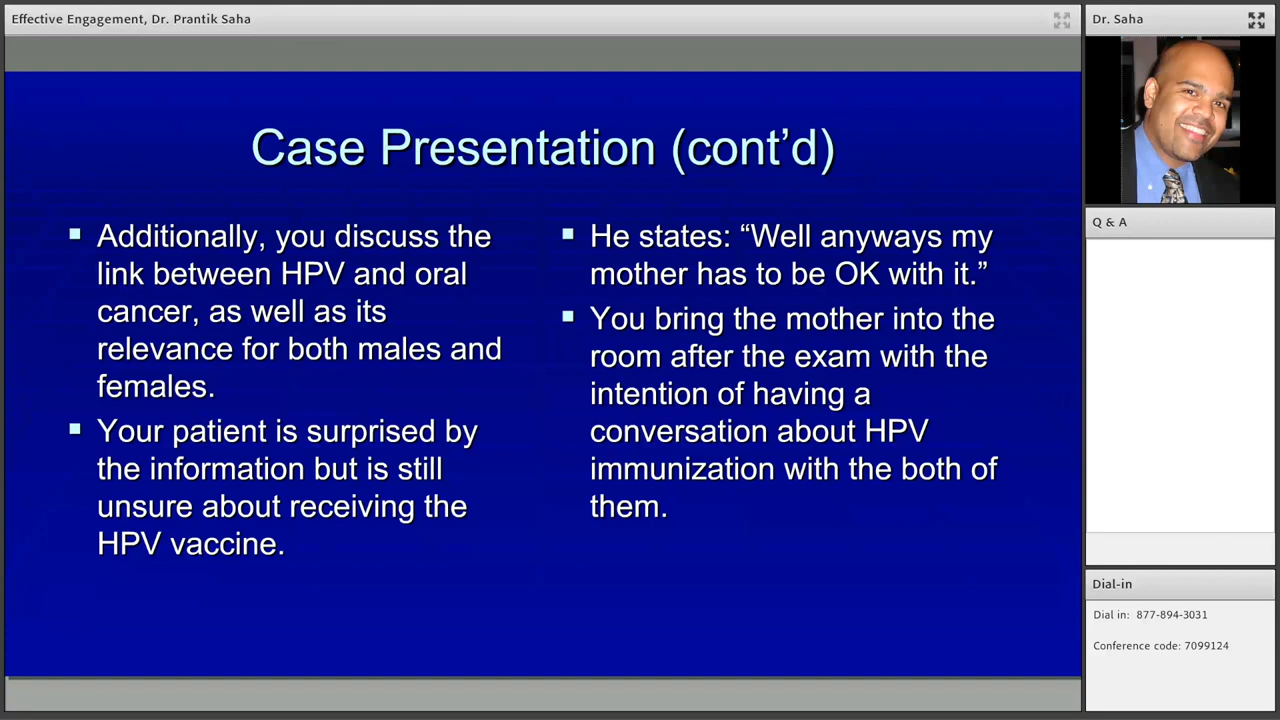 Effective Engagement, Dr. Prantik Saha
Case Presentation (cont’d)
Additionally, you discuss the
link between HPV and oral
cancer, as well as its
relevance for both males and
females.
Your patient is surprised by
the information but is still
unsure about receiving the
HPV vaccine.
He states: “Well anyways my
mother has to be OK with it.”
You bring the mother into the
room after the exam with the
intention of having a
conversation about HPV
immunization with the both of
them.
Dr. Saha
Q & A
Dial-in
Dial in: 877-894-3031
Conference code: 7099124